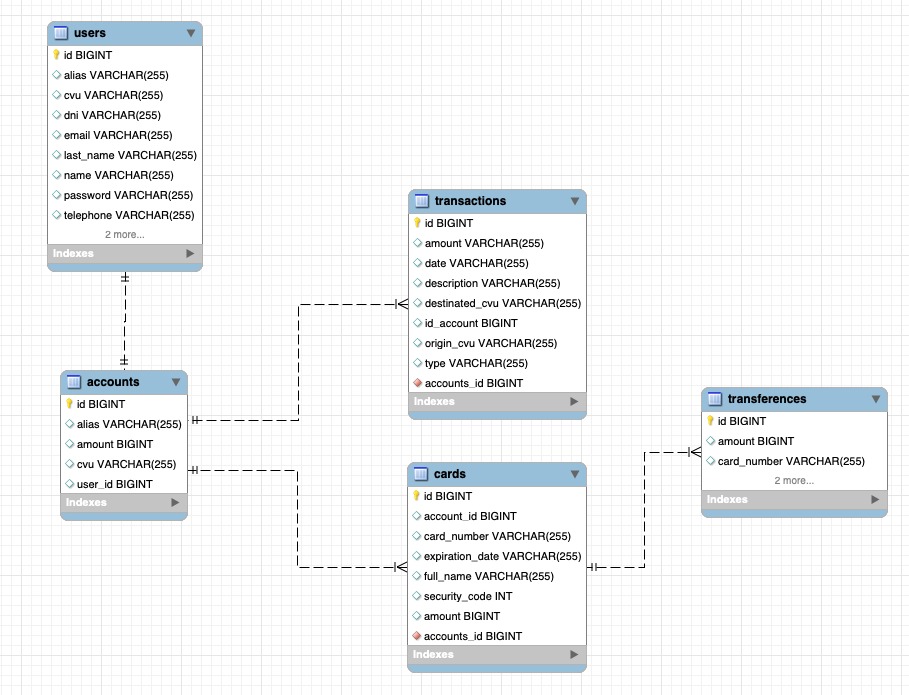 users
id BIGINT
alias VARCHAR(255)
cvu VARCHAR(255)
dni VARCHAR(255)
email VARCHAR(255)
last_name VARCHAR(255)
name VARCHAR(255)
password VARCHAR(255)
telephone VARCHAR(255)
2 more...
Indexes
accounts
id BIGINT
alias VARCHAR(255)
amount BIGINT
cvu VARCHAR(255)
user_id BIGINT
Indexes
transactions
id BIGINT
amount VARCHAR(255)
date VARCHAR(255)
description VARCHAR(255)
destinated_cvu VARCHAR(255)
id_account BIGINT
origin_cvu VARCHAR(255)
type VARCHAR(255)
accounts_id BIGINT
Indexes
cards
id BIGINT
account_id BIGINT
card_number VARCHAR(255)
expiration_date VARCHAR(255)
full_name VARCHAR(255)
security_code INT
amount BIGINT
accounts_id BIGINT
Indexes
transferences
id BIGINT
amount BIGINT
card_number VARCHAR(255)
2 more...
Indexes